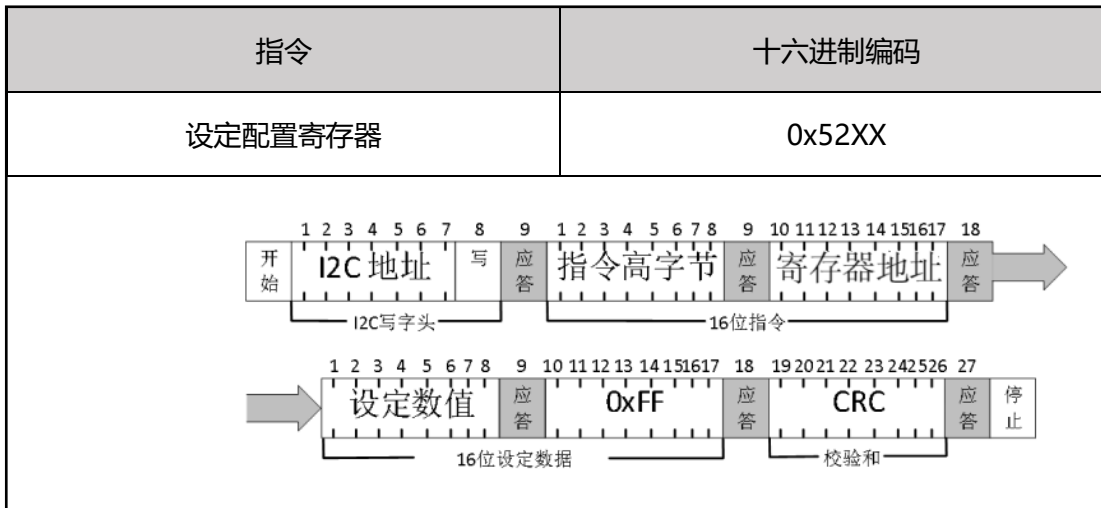 指令 十六进制编码
设定配置寄存器 0x52XX
1 2 3 4 5 6 7 8 9 1 2 3 4 5 6 7 8 9 10 11 12 13 14 15 16 17 18
开始 I2C 地址 写 应答 指令高字节 应答 寄存器地址 应答
I2C写字头 16位指令
1 2 3 4 5 6 7 8 9 10 11 12 13 14 15 16 17 18 19 20 21 22 23 24 25 26 27
设定数值 应答 0xFF 应答 CRC 应答 停止
16位设定数据 校验和